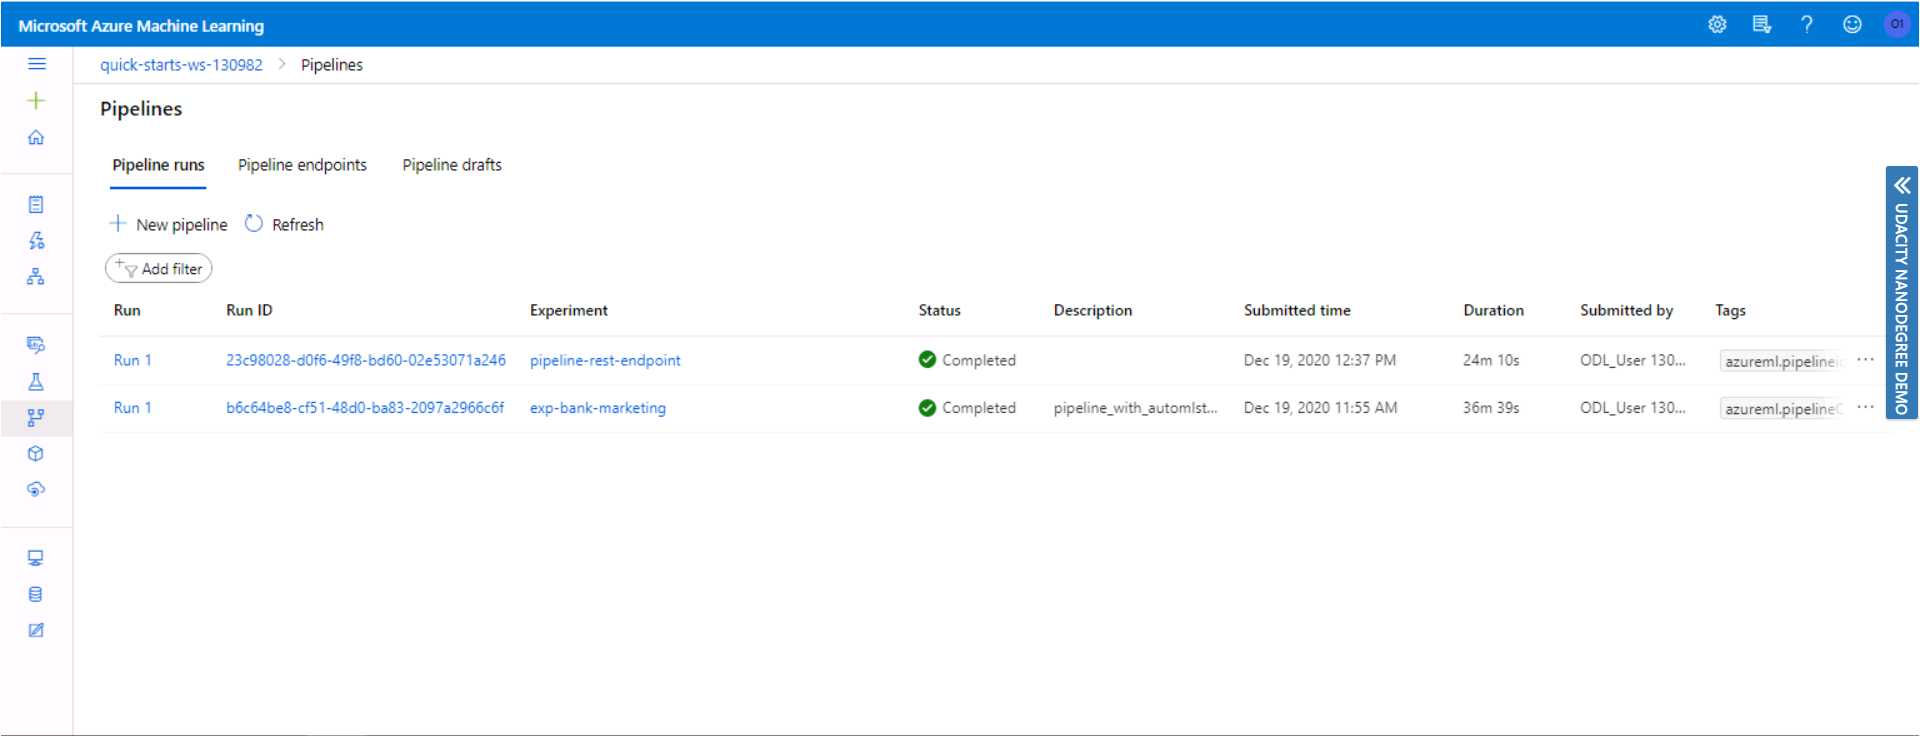 Microsoft Azure Machine Learning
O1
quick-starts-ws-130982 > Pipelines
Pipelines
Pipeline runs Pipeline endpoints Pipeline drafts
New pipeline Refresh
Add filter
Run Run ID Experiment Status Description Submitted time Duration Submitted by Tags
Run 1 23c98028-d0f6-49f8-bd60-02e53071a246 pipeline-rest-endpoint Completed Dec 19, 2020 12:37 PM 24m 10s ODL_User 130... azureml.pipelineid ...
Run 1 b6c64be8-cf51-48d0-ba83-2097a2966c6f exp-bank-marketing Completed pipeline_with_automlst... Dec 19, 2020 11:55 AM 36m 39s ODL_User 130... azureml.pipelineC ...
UDACITY NANODEGREE DEMO